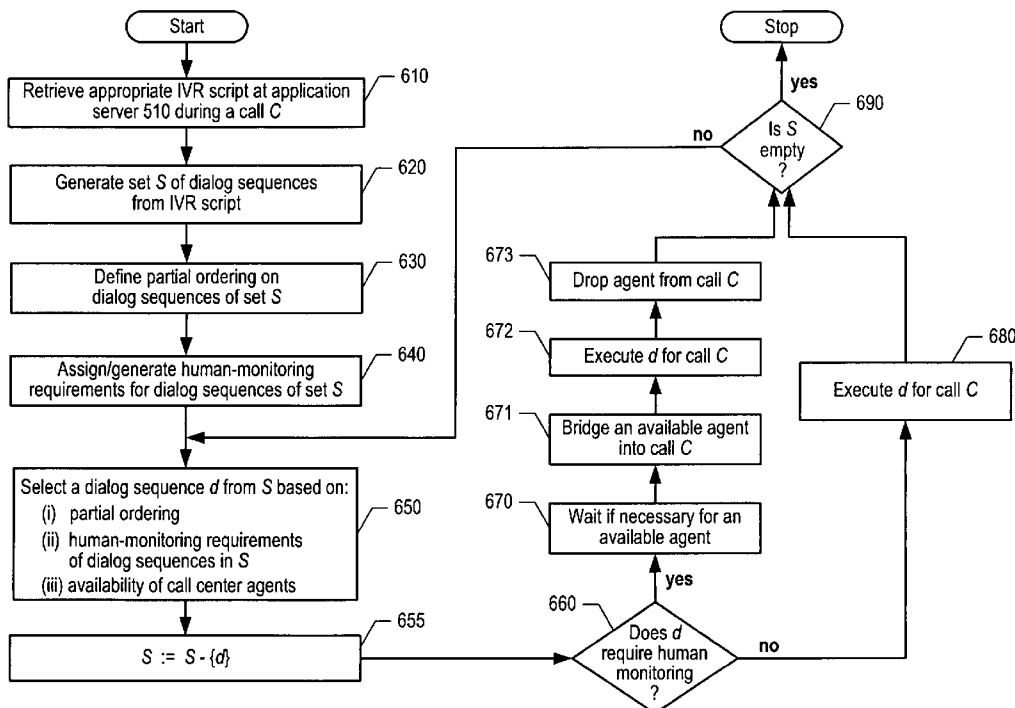 Start
610
Retrieve appropriate IVR script at application
server 510 during a call C
620
Generate set S of dialog sequences
from IVR script
630
Define partial ordering on
dialog sequences of set S
640
Assign/generate human-monitoring
requirements for dialog sequences of set S
Select a dialog sequence d from S based on:
(i) partial ordering
(ii) human-monitoring requirements
of dialog sequences in S
(iii) availability of call center agents
650
655
S := S - {d}
660
Does d
require human
monitoring
?
yes
no
670
Wait if necessary for an
available agent
671
Bridge an available agent
into call C
672
Execute d for call C
673
Drop agent from call C
680
Execute d for call C
690
Is S
empty
?
no
yes
Stop